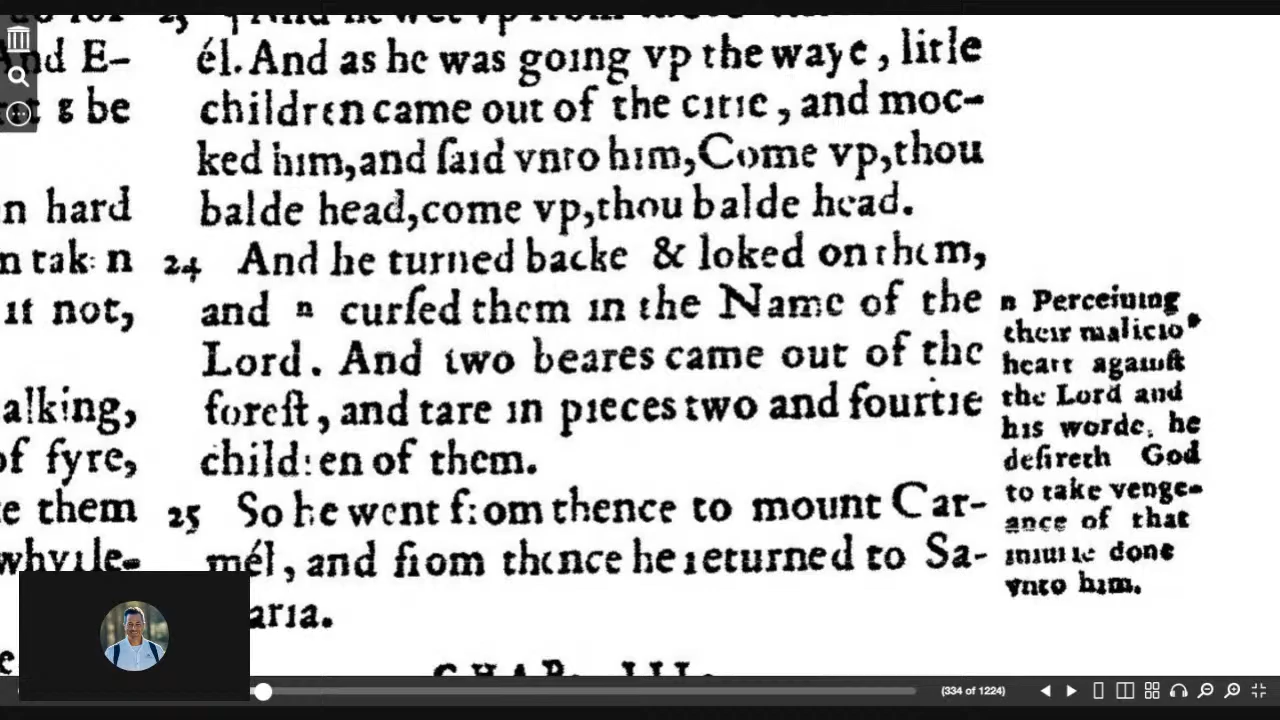 nd E-
be
n hard
n tak n
if not,
alking,
of fyre,
e them
él. And as he was going vp the waye, litle
children came out of the citie, and moc-
ked him, and ſaid vnto him, Come vp, thou
balde head, come vp, thou balde head.
24 And he turned backe & loked on them,
and n curſed them in the Name of the
Lord. And two beares came out of the
foreſt, and tare in pieces two and fourtie
children of them.
25 So he went from thence to mount Car-
mél, and from thence he returned to Sa-
aria.
CHAP. III.
n Perceiuing
their malicio
heart againſt
the Lord and
his worde, he
deſireth God
to take venge-
ance of that
iniurie done
vnto him.
(334 of 1224)